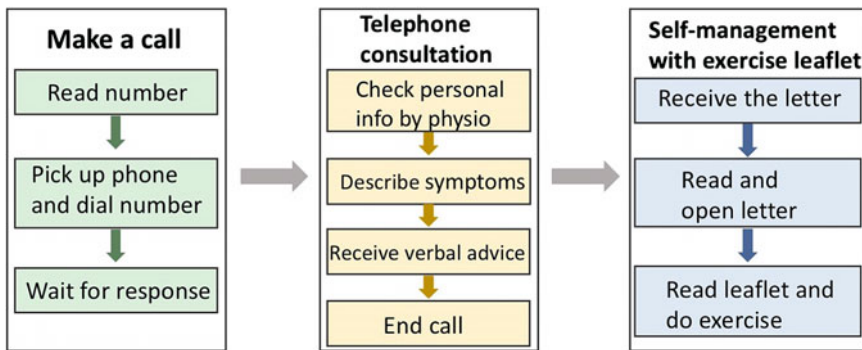 Make a call
Read number
Pick up phone
and dial number
Wait for response
Telephone
consultation
Check personal
info by physio
Describe symptoms
Receive verbal advice
End call
Self-management
with exercise leaflet
Receive the letter
Read and
open letter
Read leaflet and
do exercise